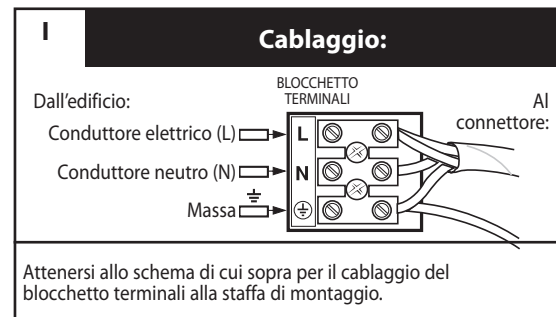 I
Cablaggio:
BLOCCHETTO
TERMINALI
Dall'edificio:
Al
connettore:
Conduttore elettrico (L)
L
Conduttore neutro (N)
N
Massa
Attenersi allo schema di cui sopra per il cablaggio del
blocchetto terminali alla staffa di montaggio.